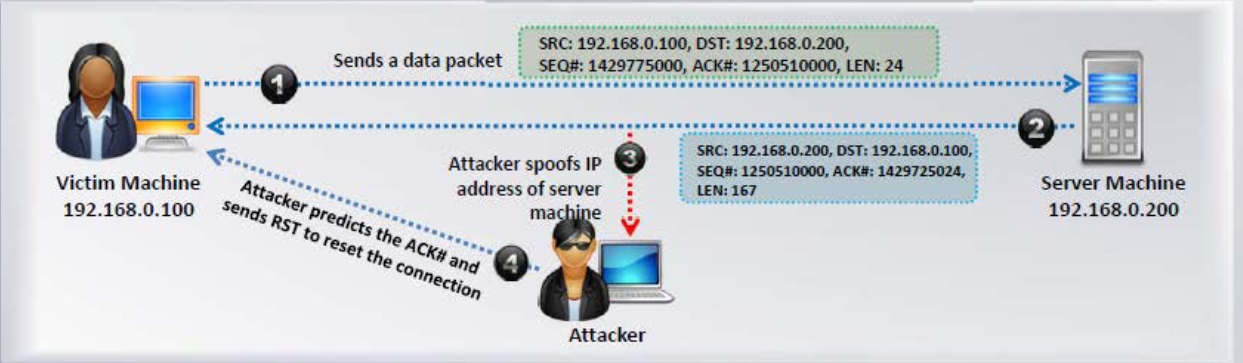 SRC: 192.168.0.100, DST: 192.168.0.200,
SEQ#: 1429775000, ACK#: 1250510000, LEN: 24
Sends a data packet
1
2
3
SRC: 192.168.0.200, DST: 192.168.0.100,
SEQ#: 1250510000, ACK#: 1429725024,
LEN: 167
Attacker spoofs IP
address of server
machine
Victim Machine
192.168.0.100
Server Machine
192.168.0.200
Attacker predicts the ACK# and
sends RST to reset the connection
4
Attacker